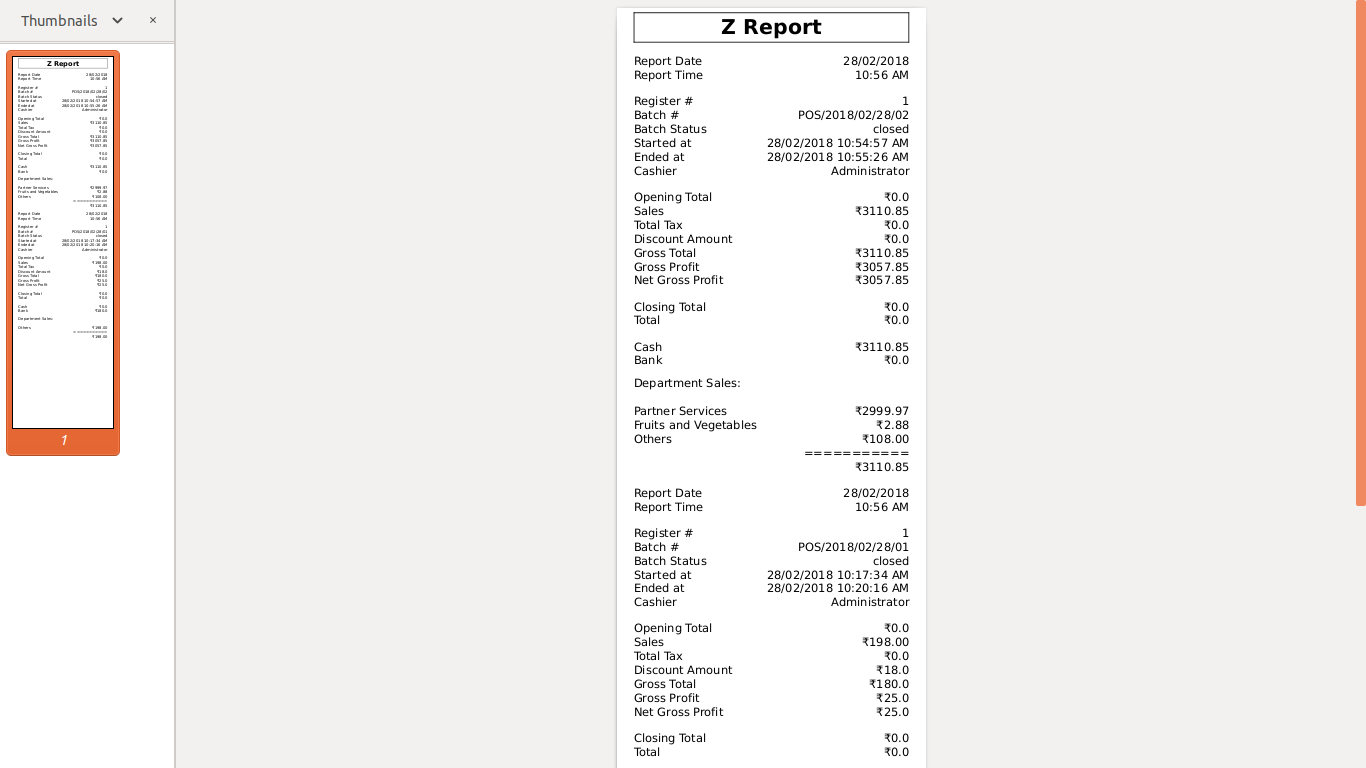 Thumbnails ×
1
Z Report
Report Date 28/02/2018
Report Time 10:56 AM
Register # 1
Batch # POS/2018/02/28/02
Batch Status closed
Started at 28/02/2018 10:54:57 AM
Ended at 28/02/2018 10:55:26 AM
Cashier Administrator
Opening Total ₹0.0
Sales ₹3110.85
Total Tax ₹0.0
Discount Amount ₹0.0
Gross Total ₹3110.85
Gross Profit ₹3057.85
Net Gross Profit ₹3057.85
Closing Total ₹0.0
Total ₹0.0
Cash ₹3110.85
Bank ₹0.0
Department Sales:
Partner Services ₹2999.97
Fruits and Vegetables ₹2.88
Others ₹108.00
===========
₹3110.85
Report Date 28/02/2018
Report Time 10:56 AM
Register # 1
Batch # POS/2018/02/28/01
Batch Status closed
Started at 28/02/2018 10:17:34 AM
Ended at 28/02/2018 10:20:16 AM
Cashier Administrator
Opening Total ₹0.0
Sales ₹198.00
Total Tax ₹0.0
Discount Amount ₹18.0
Gross Total ₹180.0
Gross Profit ₹25.0
Net Gross Profit ₹25.0
Closing Total ₹0.0
Total ₹0.0